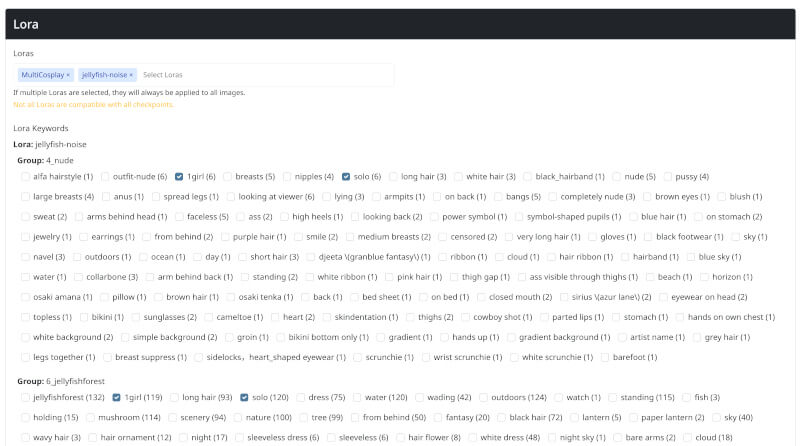 Lora
Loras
MultiCosplay × jellyfish-noise × Select Loras
If multiple Loras are selected, they will always be applied to all images.
Not all Loras are compatible with all checkpoints.
Lora Keywords
Lora: jellyfish-noise
Group: 4_nude
alfa hairstyle (1) outfit-nude (6) 1girl (6) breasts (5) nipples (4) solo (6) long hair (3) white hair (3) black_hairband (1) nude (5) pussy (4)
large breasts (4) anus (1) spread legs (1) looking at viewer (6) lying (3) armpits (1) on back (1) bangs (5) completely nude (3) brown eyes (1) blush (1)
sweat (2) arms behind head (1) faceless (5) ass (2) high heels (1) looking back (2) power symbol (1) symbol-shaped pupils (1) blue hair (1) on stomach (2)
jewelry (1) earrings (1) from behind (2) purple hair (1) smile (2) medium breasts (2) censored (2) very long hair (1) gloves (1) black footwear (1) sky (1)
navel (3) outdoors (1) ocean (1) day (1) short hair (3) djeeta \(granblue fantasy\) (1) ribbon (1) cloud (1) hair ribbon (1) hairband (1) blue sky (1)
water (1) collarbone (3) arm behind back (1) standing (2) white ribbon (1) pink hair (1) thigh gap (1) ass visible through thighs (1) beach (1) horizon (1)
osaki amana (1) pillow (1) brown hair (1) osaki tenka (1) back (1) bed sheet (1) on bed (1) closed mouth (2) sirius \(azur lane\) (2) eyewear on head (2)
topless (1) bikini (1) sunglasses (2) cameltoe (1) heart (2) skindentation (1) thighs (2) cowboy shot (1) parted lips (1) stomach (1) hands on own chest (1)
white background (2) simple background (2) groin (1) bikini bottom only (1) gradient (1) hands up (1) gradient background (1) artist name (1) grey hair (1)
legs together (1) breast suppress (1) sidelocks，heart_shaped eyewear (1) scrunchie (1) wrist scrunchie (1) white scrunchie (1) barefoot (1)
Group: 6_jellyfishforest
jellyfishforest (132) 1girl (119) long hair (93) solo (120) dress (75) water (120) wading (42) outdoors (124) watch (1) standing (115) fish (3)
holding (15) mushroom (114) scenery (94) nature (100) tree (99) from behind (50) fantasy (20) black hair (72) lantern (5) paper lantern (2) sky (40)
wavy hair (3) hair ornament (12) night (17) sleeveless dress (6) sleeveless (6) hair flower (8) white dress (48) night sky (1) bare arms (2) cloud (18)